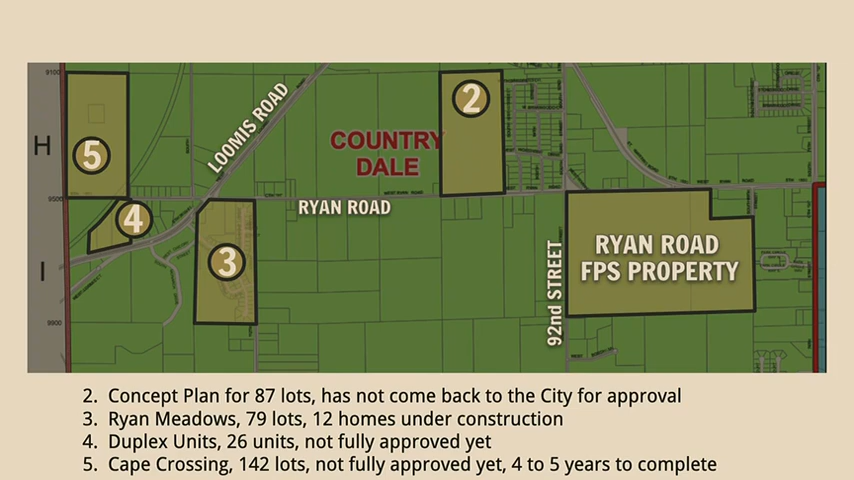 9100
LOOMIS ROAD
2
H
COUNTRY
DALE
5
9500
4
RYAN ROAD
3
RYAN ROAD
FPS PROPERTY
I
92nd STREET
9900
2. Concept Plan for 87 lots, has not come back to the City for approval
3. Ryan Meadows, 79 lots, 12 homes under construction
4. Duplex Units, 26 units, not fully approved yet
5. Cape Crossing, 142 lots, not fully approved yet, 4 to 5 years to complete